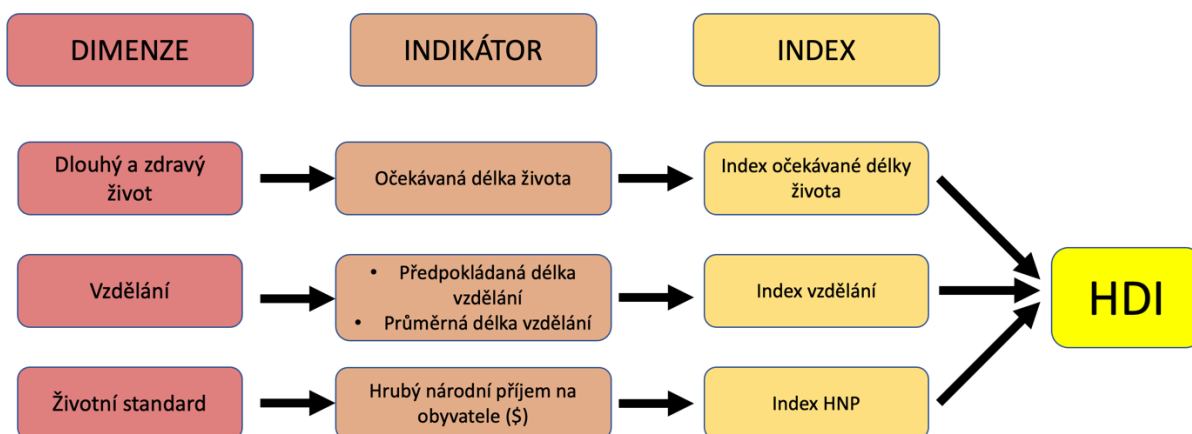 DIMENZE
INDIKÁTOR
INDEX
Dlouhý a zdravý
život
Očekávaná délka života
Index očekávané délky
života
Vzdělání
• Předpokládaná délka
vzdělání
• Průměrná délka vzdělání
Index vzdělání
HDI
Životní standard
Hrubý národní příjem na
obyvatele ($)
Index HNP